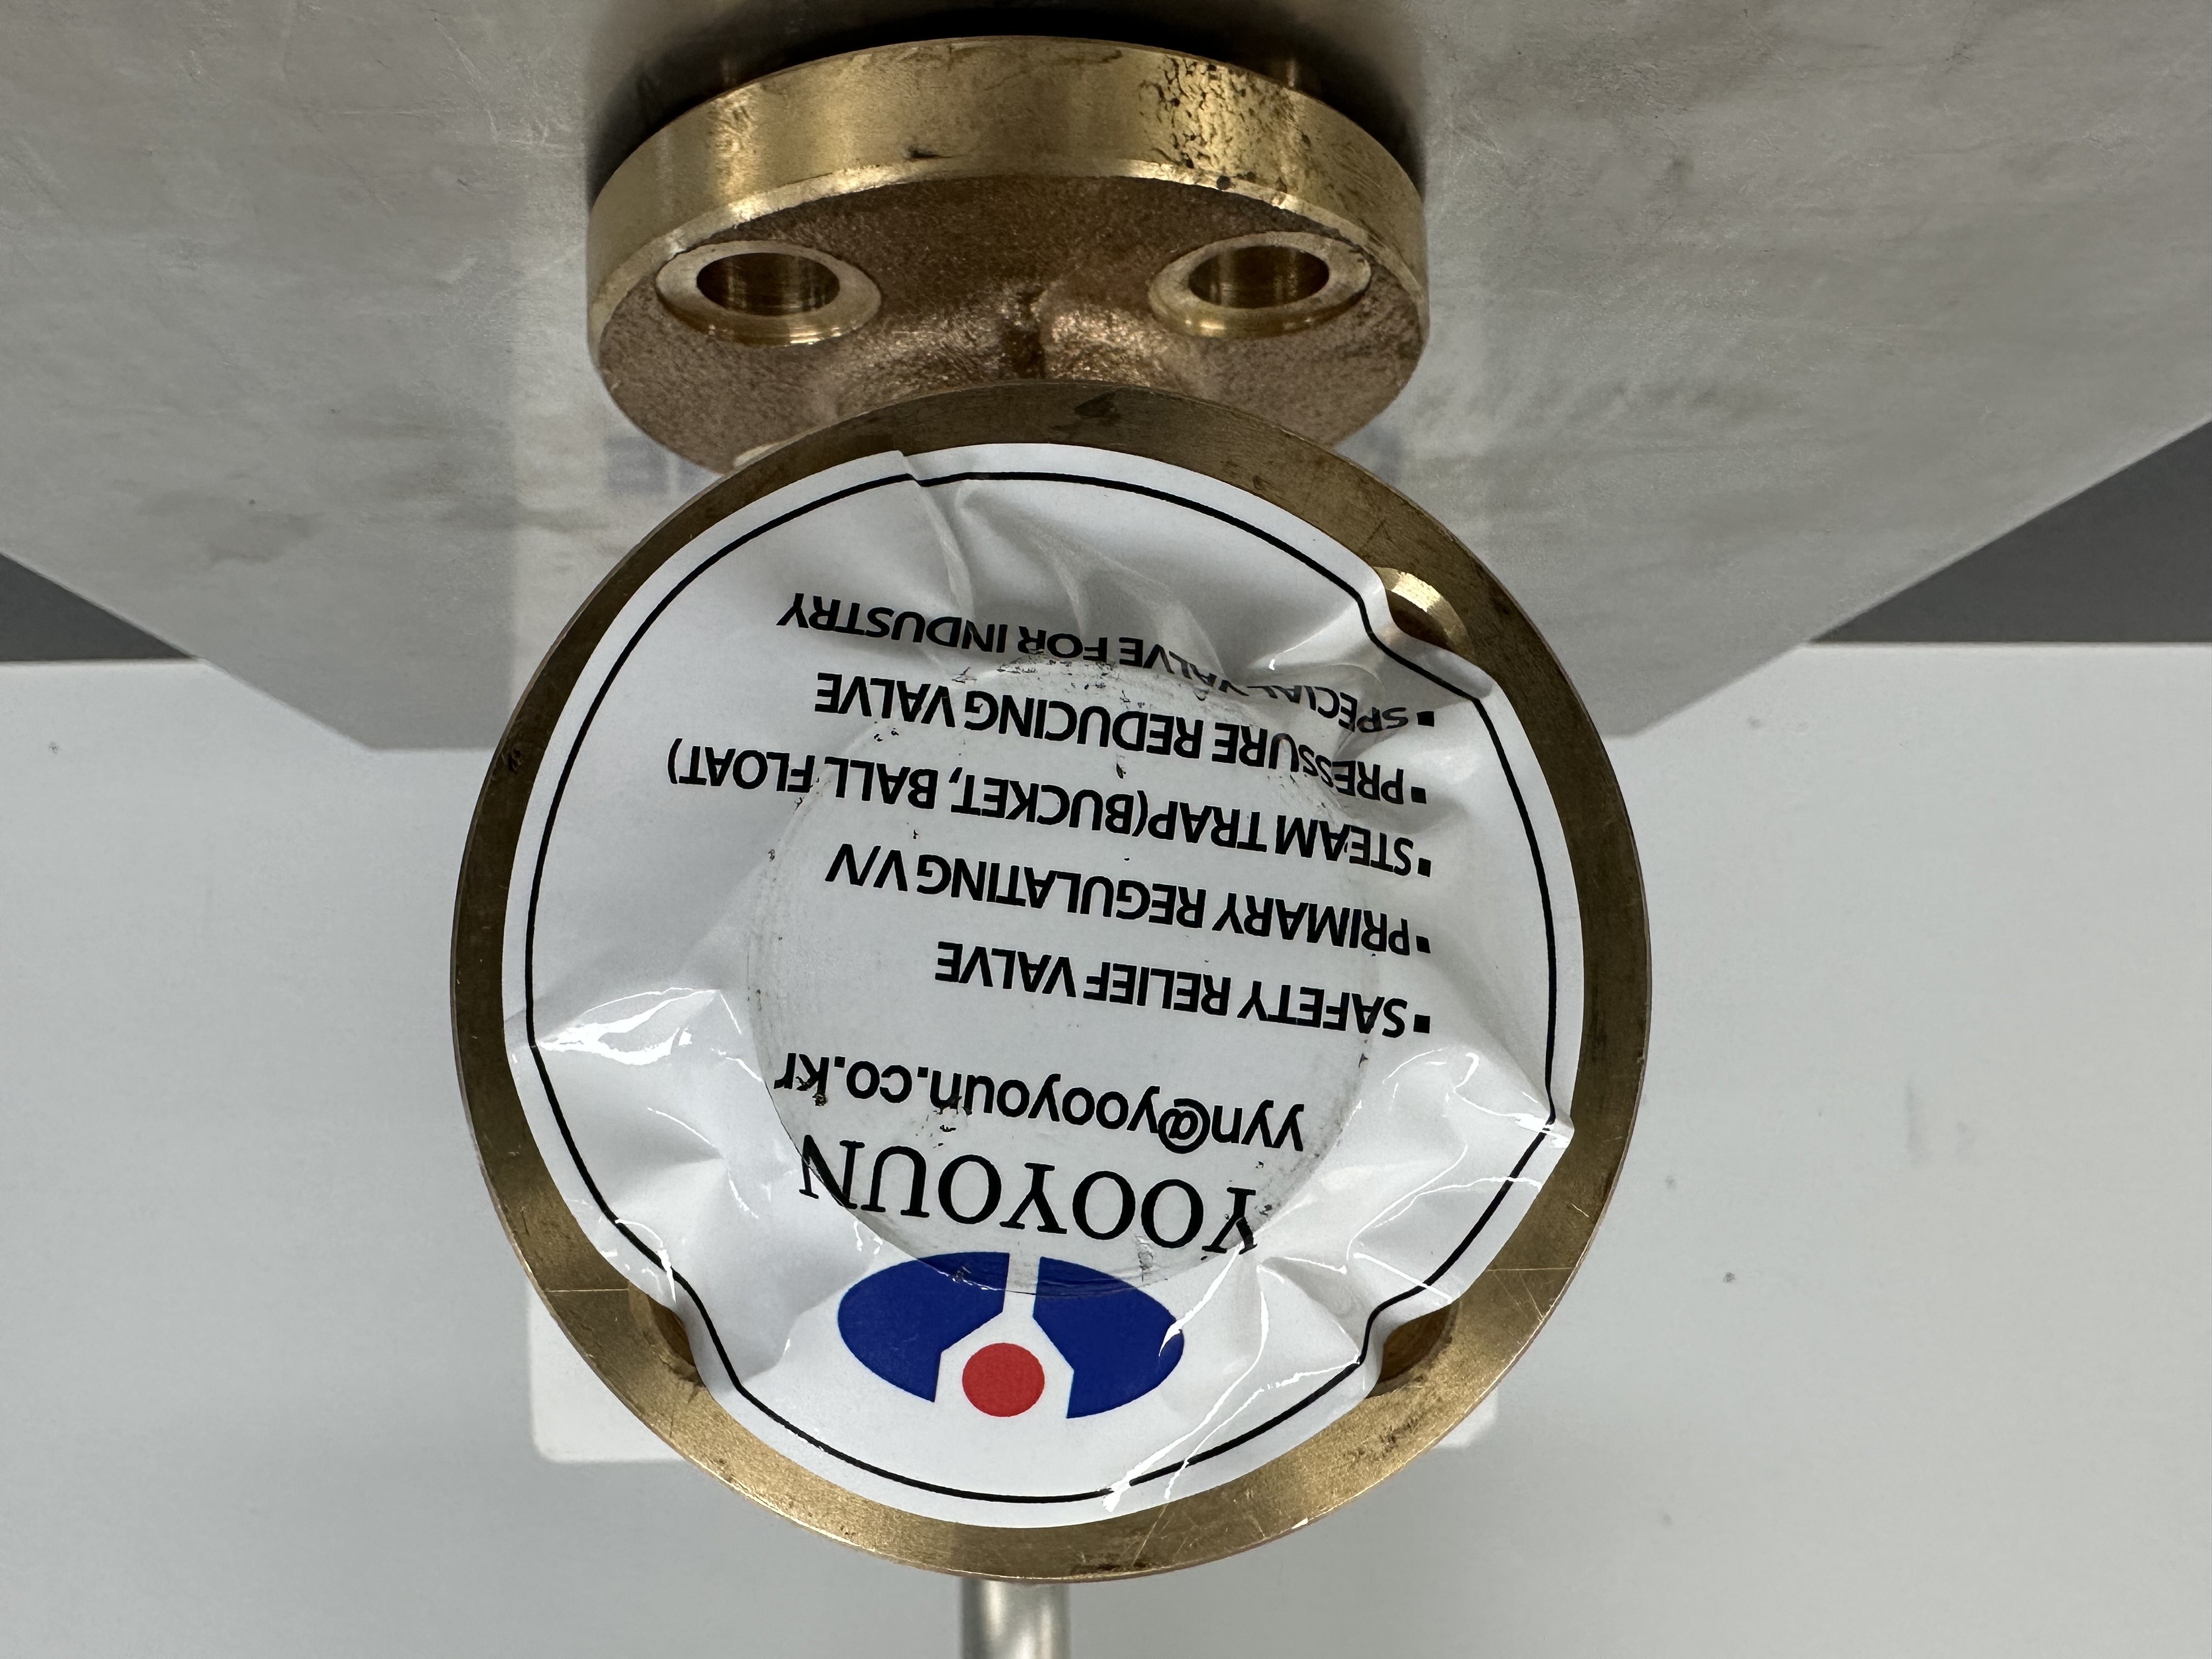 YOOYOUN
yyn@yooyoun.co.kr
▪SAFETY RELIEF VALVE
▪PRIMARY REGULATING V/V
▪STEAM TRAP(BUCKET, BALL FLOAT)
▪PRESSURE REDUCING VALVE
▪SPECIAL VALVE FOR INDUSTRY